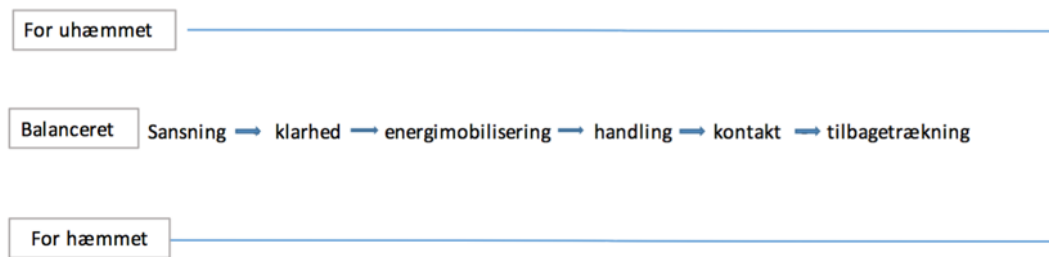 For uhæmmet
Balanceret Sansning → klarhed → energimobilisering → handling → kontakt → tilbagetrækning
For hæmmet